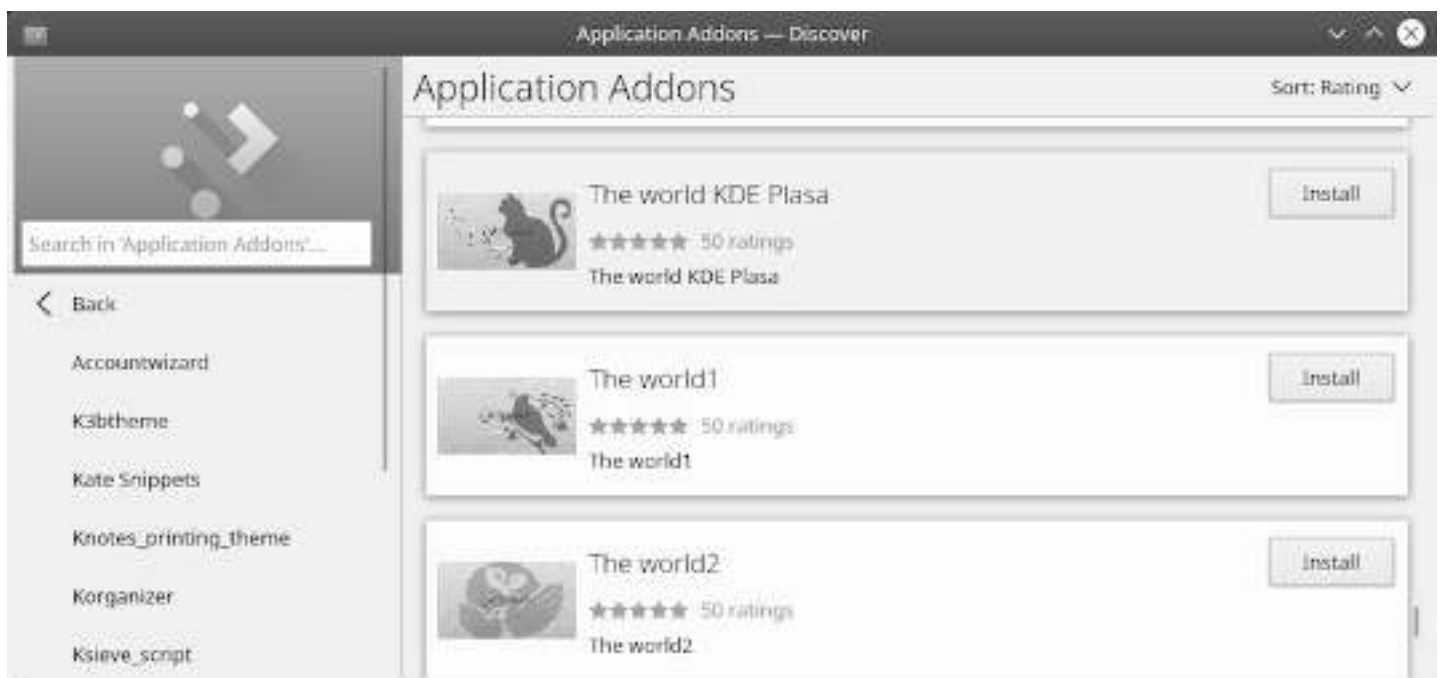 Application Addons — Discover
Search in 'Application Addons'...
Back
Accountwizard
K3btheme
Kate Snippets
Knotes_printing_theme
Korganizer
Ksieve_script
Application Addons
Sort: Rating
The world KDE Plasa
Install
50 ratings
The world KDE Plasa
The world1
Install
50 ratings
The world1
The world2
Install
50 ratings
The world2